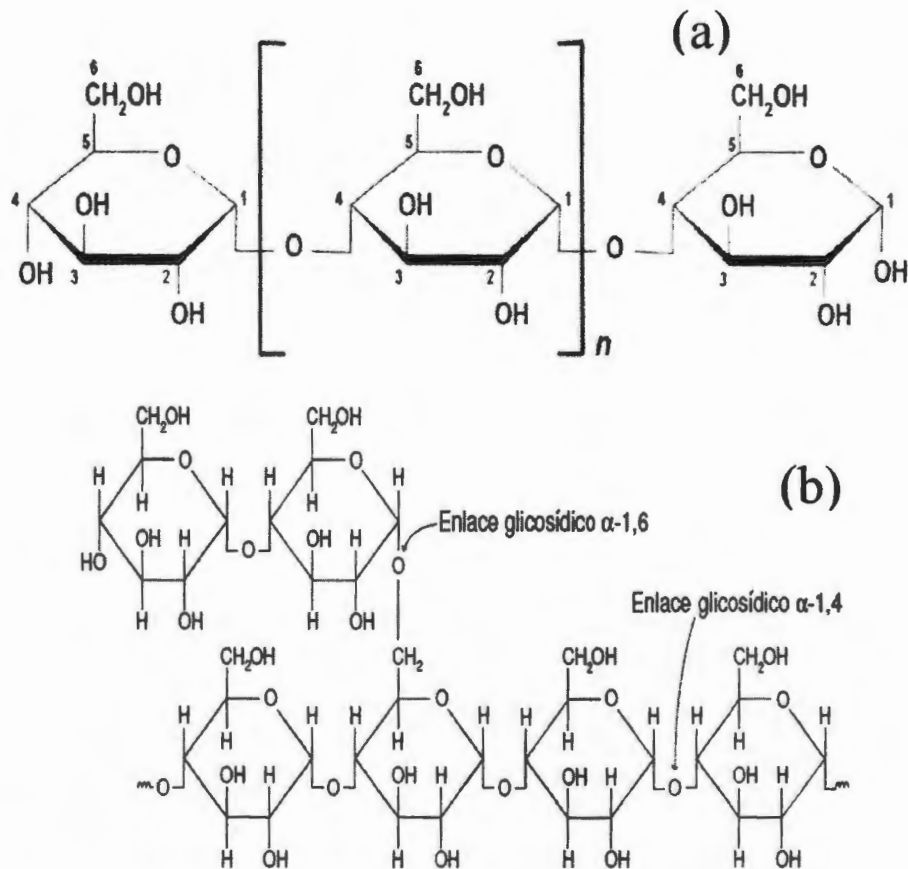 (a)
6 6 6
CH₂OH CH₂OH CH₂OH
5 O 5 O 5 O
4 OH 1 4 OH 1 4 OH 1
O O
OH 3 2 3 2 3 2 OH
OH OH OH
n
(b)
CH₂OH CH₂OH
H O H H O H
H H
OH H OH H
HO O O
H OH H OH
Enlace glicosídico α-1,6
Enlace glicosídico α-1,4
CH₂OH CH₂ CH₂OH CH₂OH
H O H H O H H O H H O H
H H H H
OH H OH H OH H OH H
O O O O
H OH H OH H OH H OH